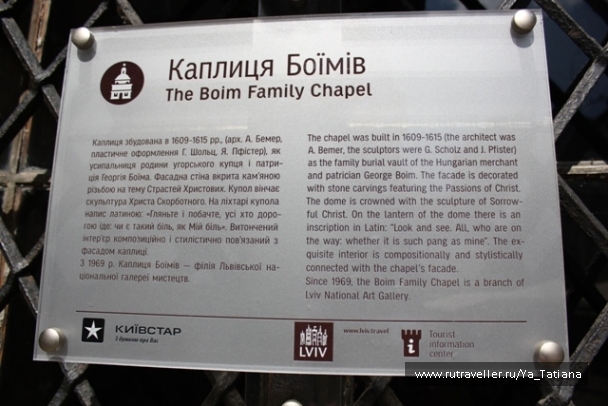 Каплиця Боїмів
The Boim Family Chapel
Каплиця збудована в 1609-1615 рр., (арх. А. Бемер,
пластичне оформлення Г. Шольц, Я. Пфістер), як
усипальниця родини угорського купця і патри-
ція Георгія Боїма. Фасадна стіна вкрита кам'яною
різьбою на тему Страстей Христових. Купол вінчає
скульптура Христа Скорботного. На ліхтарі купола
напис латиною: «Гляньте і побачте, усі хто доро-
гою іде: чи є такий біль, як Мій біль». Витончений
інтер'єр композиційно і стилістично пов'язаний з
фасадом каплиці.
З 1969 р. Каплиця Боїмів — філія Львівської на-
ціональної галереї мистецтв.
The chapel was built in 1609-1615 (the architect was
A. Bemer, the sculptors were G. Scholz and J. Pfister)
as the family burial vault of the Hungarian merchant
and patrician George Boim. The facade is decorated
with stone carvings featuring the Passions of Christ.
The dome is crowned with the sculpture of Sorrow-
ful Christ. On the lantern of the dome there is an
inscription in Latin: "Look and see. All, who are on
the way: whether it is such pang as mine". The ex-
quisite interior is compositionally and stylistically
connected with the chapel's facade.
Since 1969, the Boim Family Chapel is a branch of
Lviv National Art Gallery.
КИЇВСТАР
З думкою про Вас
LVIV
www.lviv.travel
Tourist
information
center
www.rutraveller.ru/Ya_Tatiana